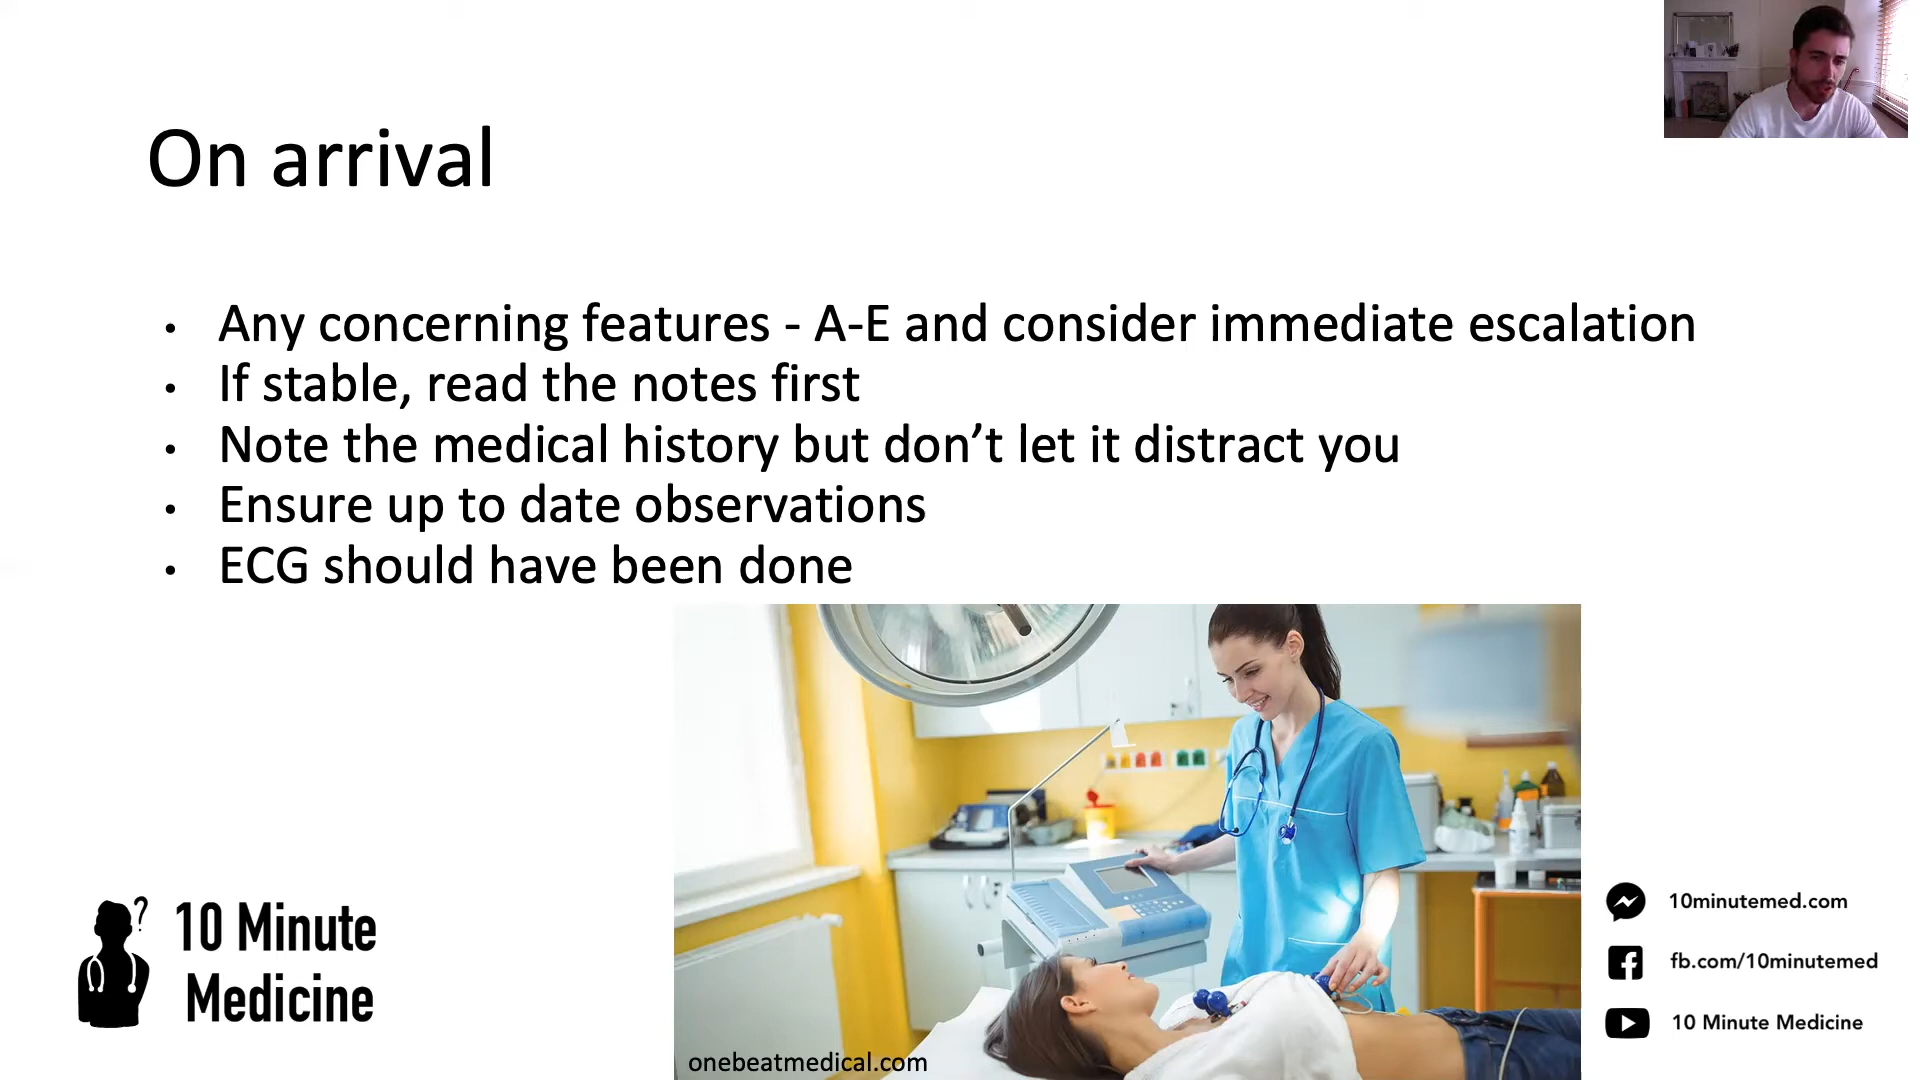 On arrival
• Any concerning features - A-E and consider immediate escalation
• If stable, read the notes first
• Note the medical history but don’t let it distract you
• Ensure up to date observations
• ECG should have been done
?
10 Minute
Medicine
onebeatmedical.com
10minutemed.com
fb.com/10minutemed
10 Minute Medicine